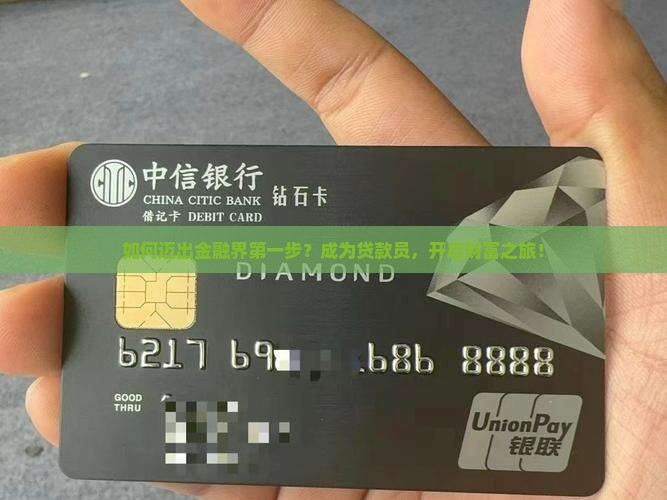 中信银行
CHINA CITIC BANK
借记卡 DEBIT CARD
钻石卡
如何迈出金融界第一步？成为贷款员，开启财富之旅！
DIAMOND
6217 69 686 8888
GOOD
THRU
UnionPay
银联